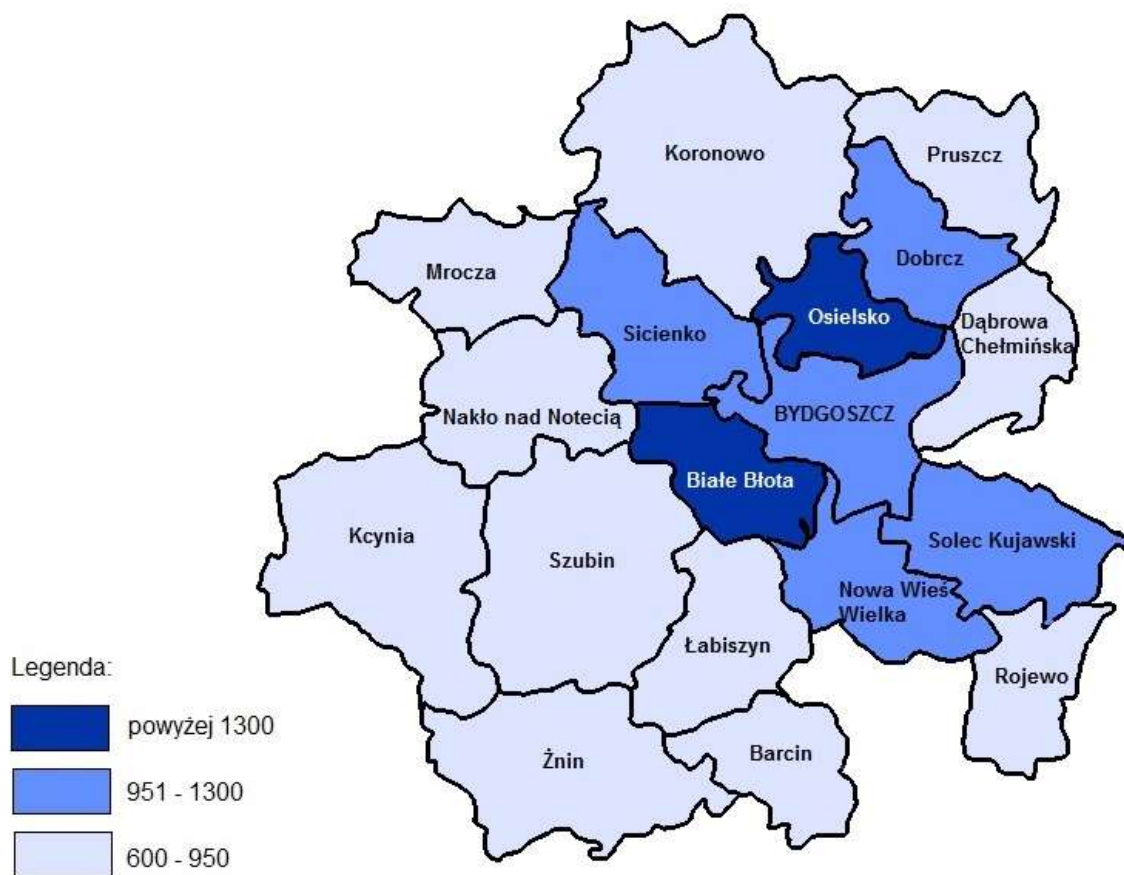 Koronowo
Pruszcz
Mrocza
Dobrcz
Sicienko
Osielsko
Dąbrowa
Chełmińska
Nakło nad Notecią
BYDGOSZCZ
Białe Błota
Kcynia
Szubin
Solec Kujawski
Nowa Wieś
Wielka
Łabiszyn
Rojewo
Żnin
Barcin
Legenda:
powyżej 1300
951 - 1300
600 - 950